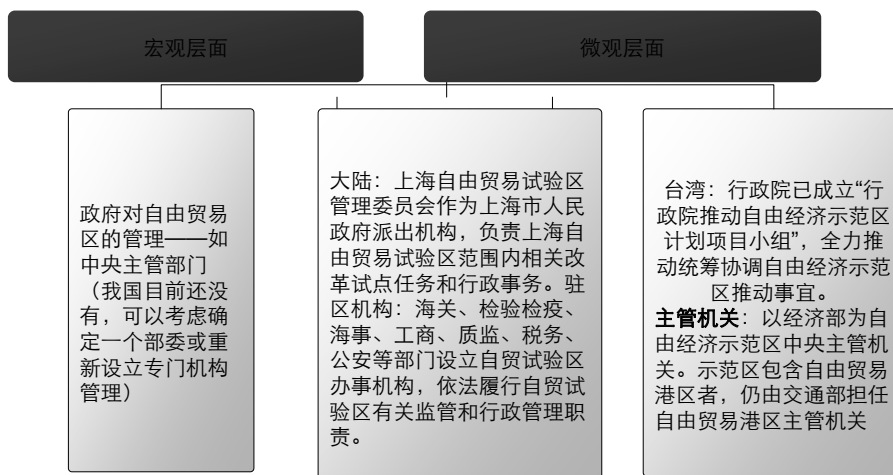 宏观层面
微观层面
政府对自由贸易
区的管理——如
中央主管部门
（我国目前还没
有，可以考虑确
定一个部委或重
新设立专门机构
管理）
大陆：上海自由贸易试验区
管理委员会作为上海市人民
政府派出机构，负责上海自
由贸易试验区范围内相关改
革试点任务和行政事务。驻
区机构：海关、检验检疫、
海事、工商、质监、税务、
公安等部门设立自贸试验区
办事机构，依法履行自贸试
验区有关监管和行政管理职
责。
台湾：行政院已成立“行
政院推动自由经济示范区
计划项目小组”，全力推
动统筹协调自由经济示范
区推动事宜。
主管机关：以经济部为自
由经济示范区中央主管机
关。示范区包含自由贸易
港区者，仍由交通部担任
自由贸易港区主管机关